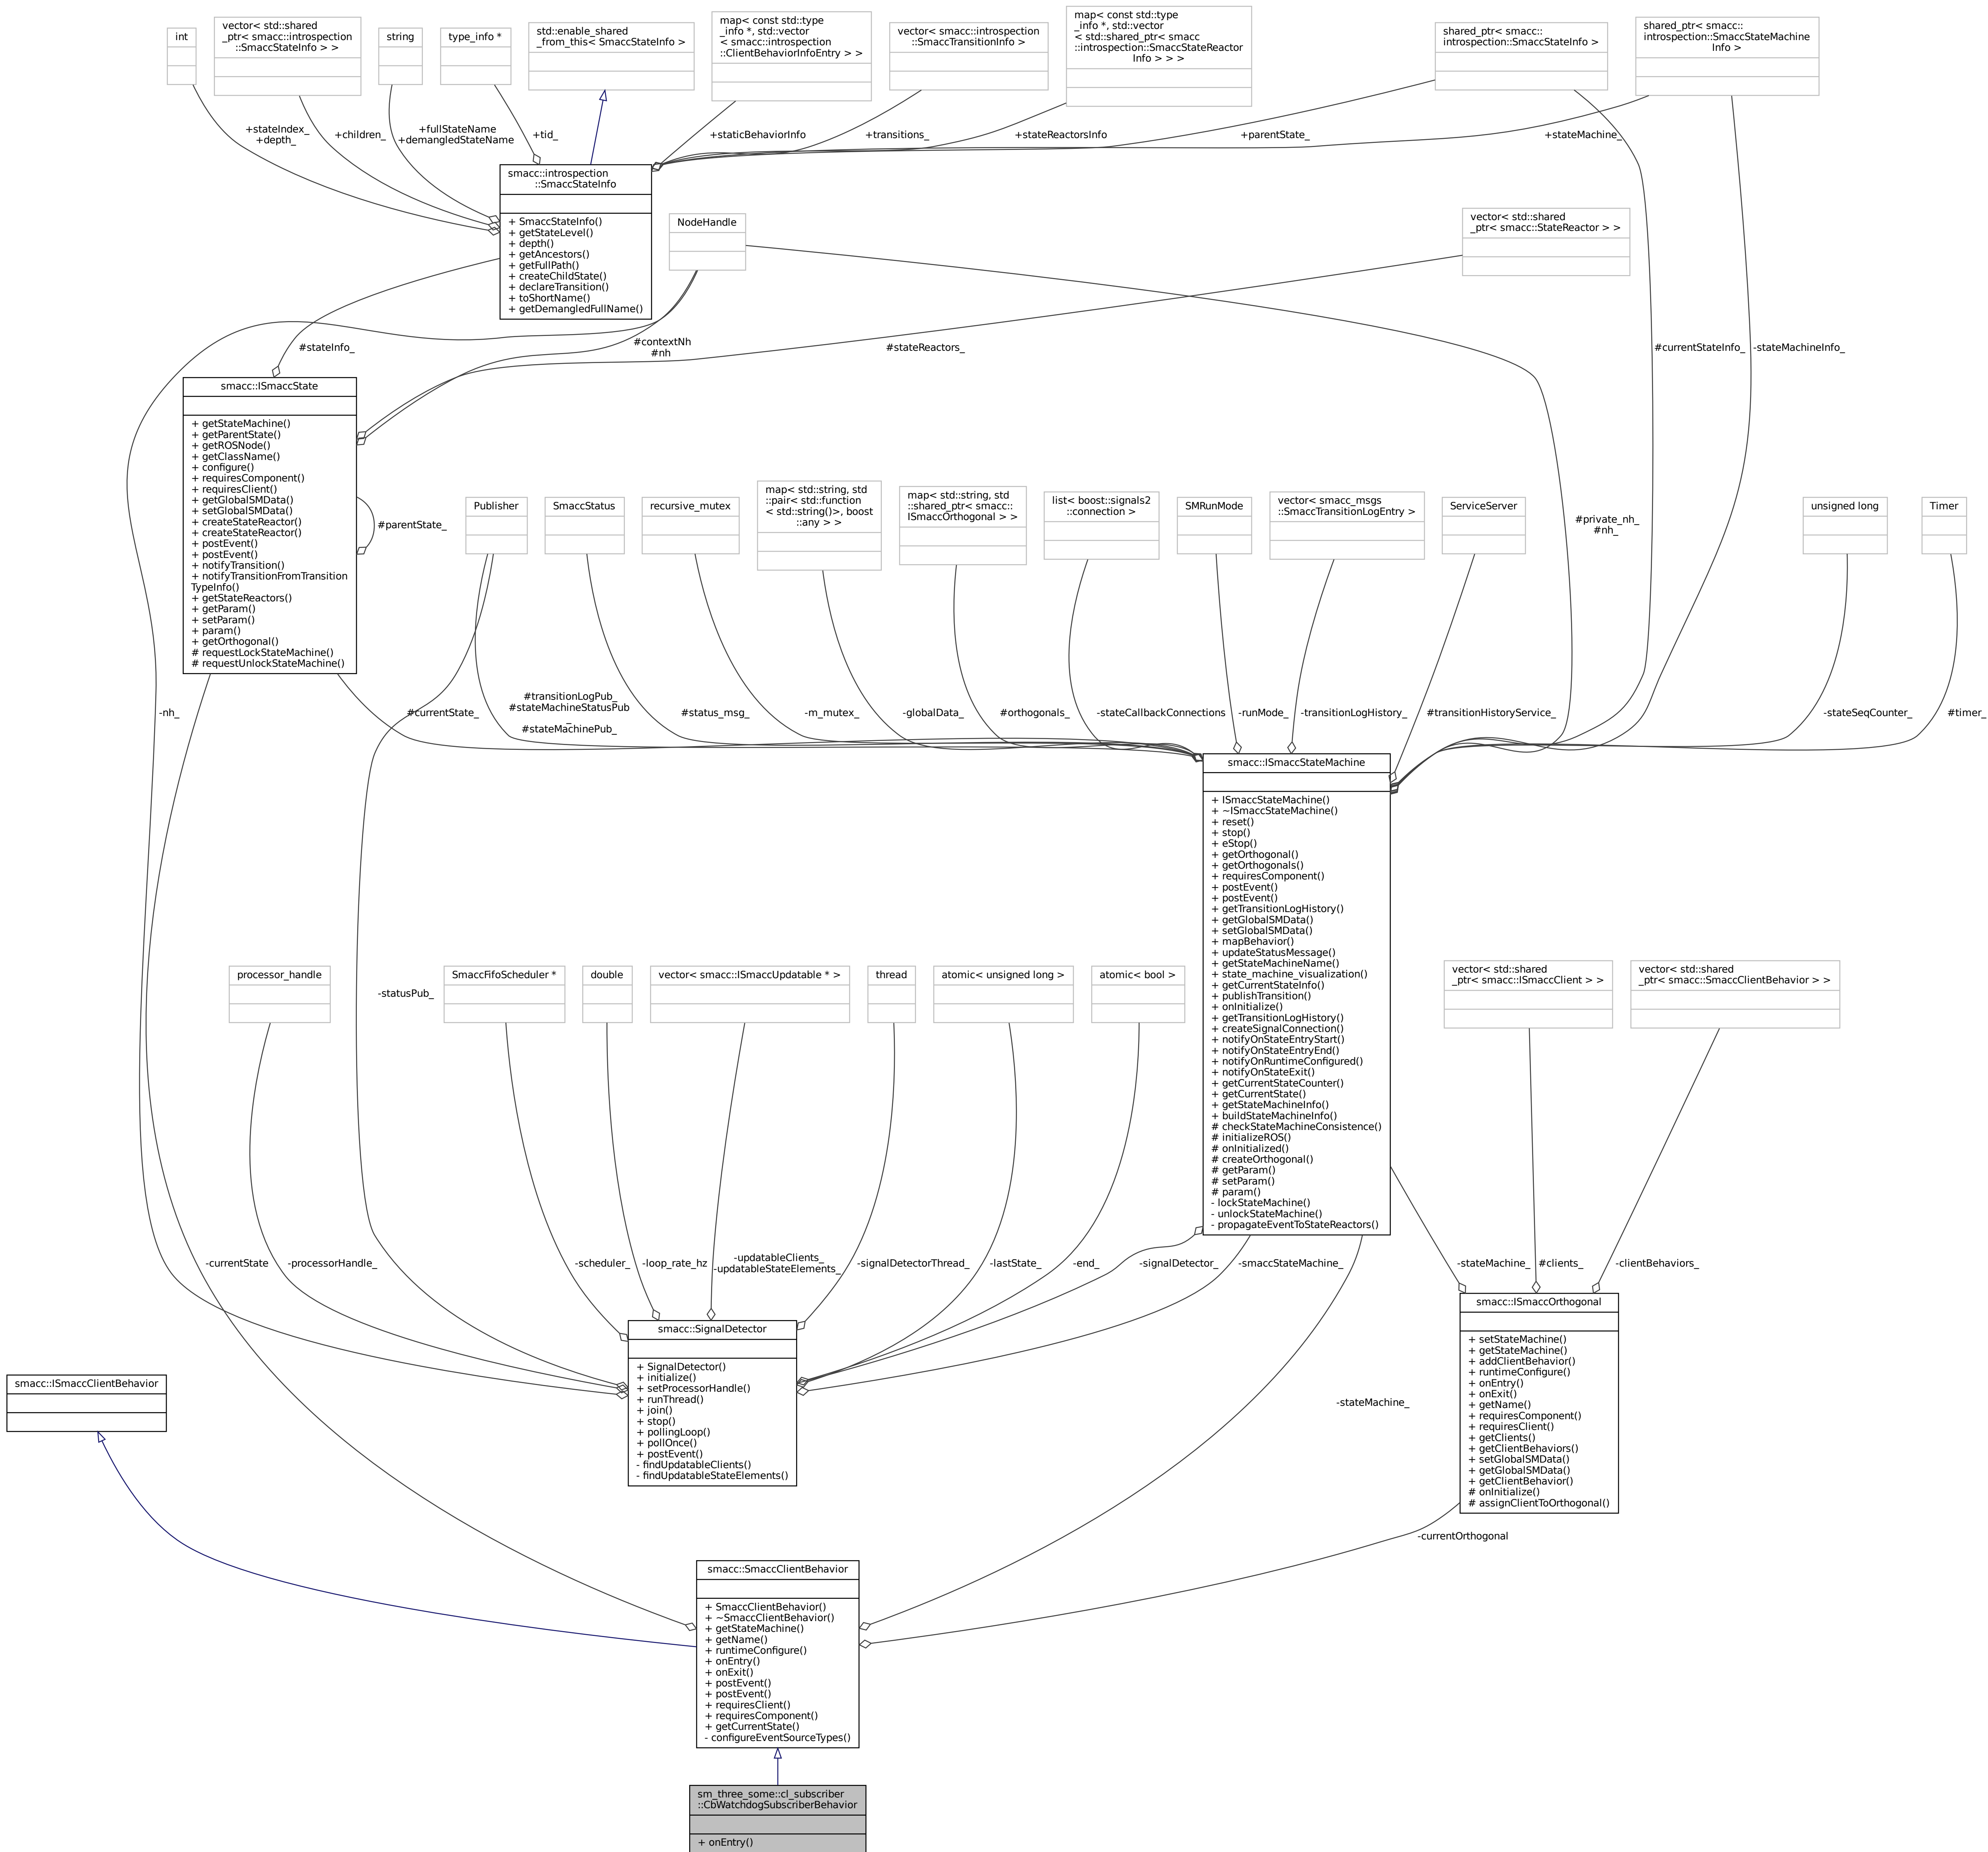 int
vector< std::shared
_ptr< smacc::introspection
::SmaccStateInfo > >
string
type_info *
std::enable_shared
_from_this< SmaccStateInfo >
map< const std::type
_info *, std::vector
< smacc::introspection
::ClientBehaviorInfoEntry > >
vector< smacc::introspection
::SmaccTransitionInfo >
map< const std::type
_info *, std::vector
< std::shared_ptr< smacc
::introspection::SmaccStateReactor
Info > > >
shared_ptr< smacc::
introspection::SmaccStateInfo >
shared_ptr< smacc::
introspection::SmaccStateMachine
Info >
+stateIndex_
+depth_
+children_
+fullStateName
+demangledStateName
+tid_
+staticBehaviorInfo
+transitions_
+stateReactorsInfo
+parentState_
+stateMachine_
smacc::introspection
::SmaccStateInfo
+ SmaccStateInfo()
+ getStateLevel()
+ depth()
+ getAncestors()
+ getFullPath()
+ createChildState()
+ declareTransition()
+ toShortName()
+ getDemangledFullName()
NodeHandle
vector< std::shared
_ptr< smacc::StateReactor > >
#stateInfo_
#contextNh
#nh
#stateReactors_
#currentStateInfo_
-stateMachineInfo_
smacc::ISmaccState
+ getStateMachine()
+ getParentState()
+ getROSNode()
+ getClassName()
+ configure()
+ requiresComponent()
+ requiresClient()
+ getGlobalSMData()
+ setGlobalSMData()
+ createStateReactor()
+ createStateReactor()
+ postEvent()
+ postEvent()
+ notifyTransition()
+ notifyTransitionFromTransition
TypeInfo()
+ getStateReactors()
+ getParam()
+ setParam()
+ param()
+ getOrthogonal()
# requestLockStateMachine()
# requestUnlockStateMachine()
#parentState_
Publisher
SmaccStatus
recursive_mutex
map< std::string, std
::pair< std::function
< std::string()>, boost
::any > >
map< std::string, std
::shared_ptr< smacc::
ISmaccOrthogonal > >
list< boost::signals2
::connection >
SMRunMode
vector< smacc_msgs
::SmaccTransitionLogEntry >
ServiceServer
#private_nh_
#nh_
unsigned long
Timer
-nh_
#currentState_
#transitionLogPub_
#stateMachineStatusPub
_
#stateMachinePub_
#status_msg_
-m_mutex_
-globalData_
#orthogonals_
-stateCallbackConnections
-runMode_
-transitionLogHistory_
#transitionHistoryService_
-stateSeqCounter_
#timer_
smacc::ISmaccStateMachine
+ ISmaccStateMachine()
+ ~ISmaccStateMachine()
+ reset()
+ stop()
+ eStop()
+ getOrthogonal()
+ getOrthogonals()
+ requiresComponent()
+ postEvent()
+ postEvent()
+ getTransitionLogHistory()
+ getGlobalSMData()
+ setGlobalSMData()
+ mapBehavior()
+ updateStatusMessage()
+ getStateMachineName()
+ state_machine_visualization()
+ getCurrentStateInfo()
+ publishTransition()
+ onInitialize()
+ getTransitionLogHistory()
+ createSignalConnection()
+ notifyOnStateEntryStart()
+ notifyOnStateEntryEnd()
+ notifyOnRuntimeConfigured()
+ notifyOnStateExit()
+ getCurrentStateCounter()
+ getCurrentState()
+ getStateMachineInfo()
+ buildStateMachineInfo()
# checkStateMachineConsistence()
# initializeROS()
# onInitialized()
# createOrthogonal()
# getParam()
# setParam()
# param()
- lockStateMachine()
- unlockStateMachine()
- propagateEventToStateReactors()
processor_handle
-statusPub_
SmaccFifoScheduler *
double
vector< smacc::ISmaccUpdatable * >
thread
atomic< unsigned long >
atomic< bool >
vector< std::shared
_ptr< smacc::ISmaccClient > >
vector< std::shared
_ptr< smacc::SmaccClientBehavior > >
-currentState
-processorHandle_
-scheduler_
-loop_rate_hz
-updatableClients_
-updatableStateElements_
-signalDetectorThread_
-lastState_
-end_
-signalDetector_
-smaccStateMachine_
-stateMachine_
#clients_
-clientBehaviors_
smacc::SignalDetector
+ SignalDetector()
+ initialize()
+ setProcessorHandle()
+ runThread()
+ join()
+ stop()
+ pollingLoop()
+ pollOnce()
+ postEvent()
- findUpdatableClients()
- findUpdatableStateElements()
smacc::ISmaccOrthogonal
+ setStateMachine()
+ getStateMachine()
+ addClientBehavior()
+ runtimeConfigure()
+ onEntry()
+ onExit()
+ getName()
+ requiresComponent()
+ requiresClient()
+ getClients()
+ getClientBehaviors()
+ setGlobalSMData()
+ getGlobalSMData()
+ getClientBehavior()
# onInitialize()
# assignClientToOrthogonal()
smacc::ISmaccClientBehavior
-stateMachine_
-currentOrthogonal
smacc::SmaccClientBehavior
+ SmaccClientBehavior()
+ ~SmaccClientBehavior()
+ getStateMachine()
+ getName()
+ runtimeConfigure()
+ onEntry()
+ onExit()
+ postEvent()
+ postEvent()
+ requiresClient()
+ requiresComponent()
+ getCurrentState()
- configureEventSourceTypes()
sm_three_some::cl_subscriber
::CbWatchdogSubscriberBehavior
+ onEntry()